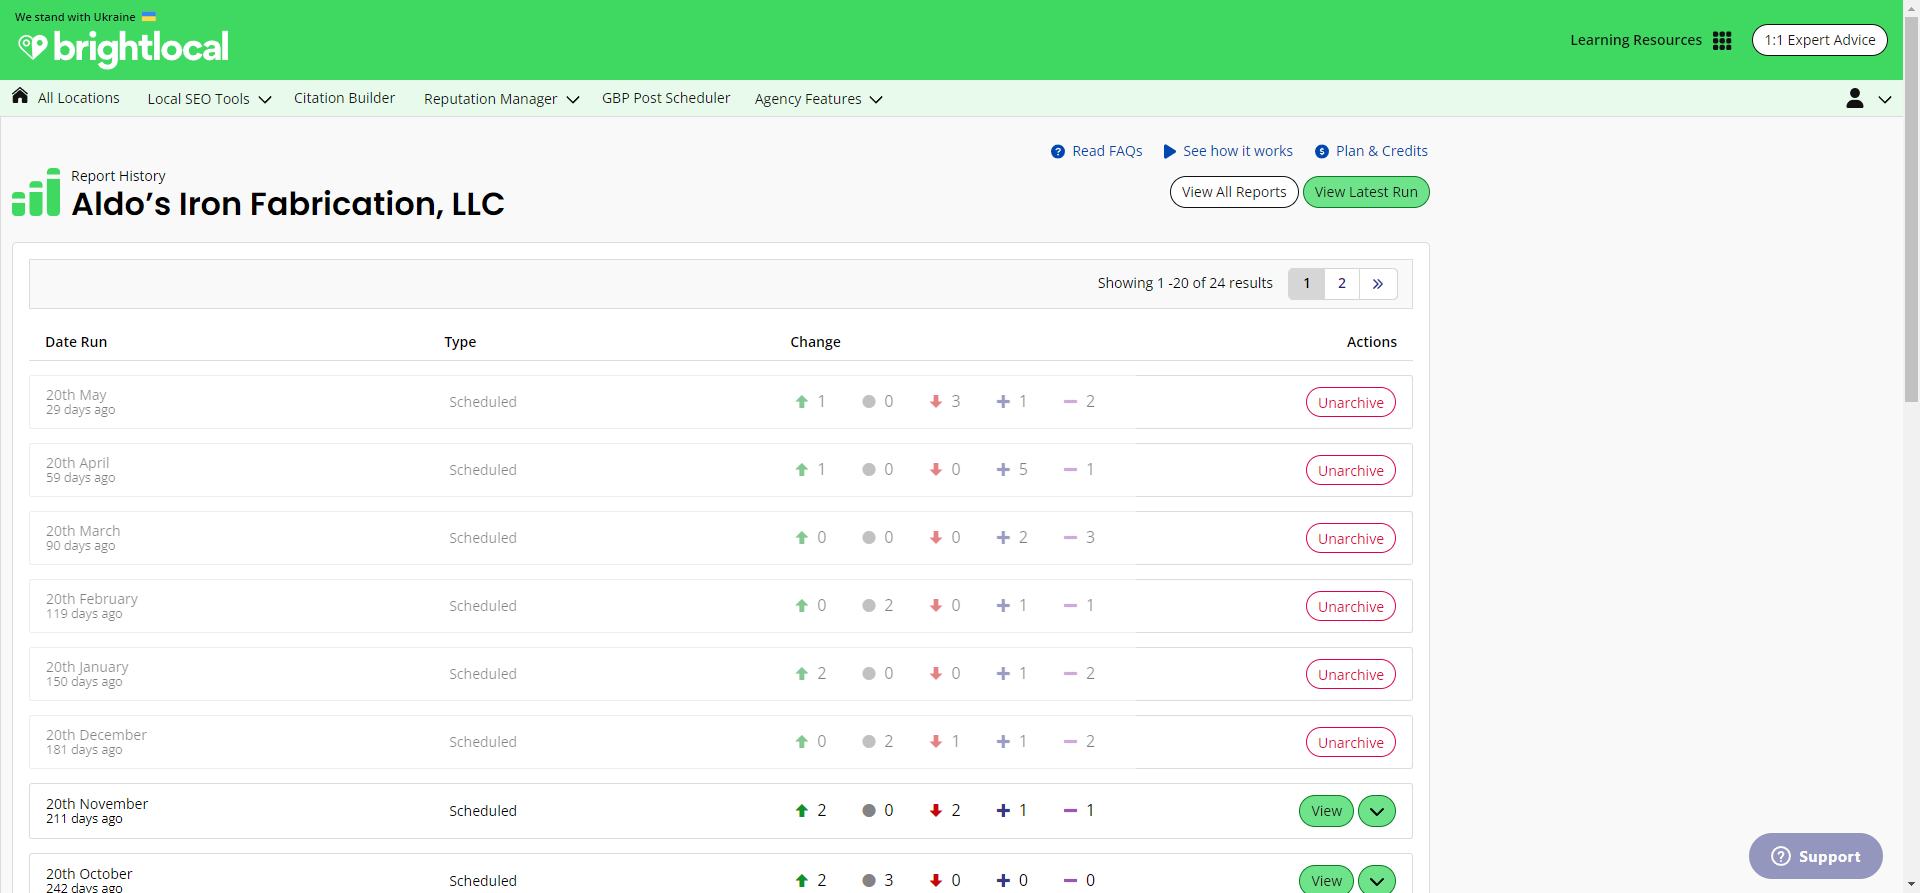 We stand with Ukraine
brightlocal
Learning Resources
1:1 Expert Advice
All Locations Local SEO Tools Citation Builder Reputation Manager GBP Post Scheduler Agency Features
Read FAQs See how it works Plan & Credits
Report History
Aldo’s Iron Fabrication, LLC
View All Reports View Latest Run
Showing 1 -20 of 24 results 1 2 »
Date Run Type Change Actions
20th May
29 days ago
Scheduled 1 0 3 1 2 Unarchive
20th April
59 days ago
Scheduled 1 0 0 5 1 Unarchive
20th March
90 days ago
Scheduled 0 0 0 2 3 Unarchive
20th February
119 days ago
Scheduled 0 2 0 1 1 Unarchive
20th January
150 days ago
Scheduled 2 0 0 1 2 Unarchive
20th December
181 days ago
Scheduled 0 2 1 1 2 Unarchive
20th November
211 days ago
Scheduled 2 0 2 1 1 View
20th October
242 days ago
Scheduled 2 3 0 0 0 View
Support